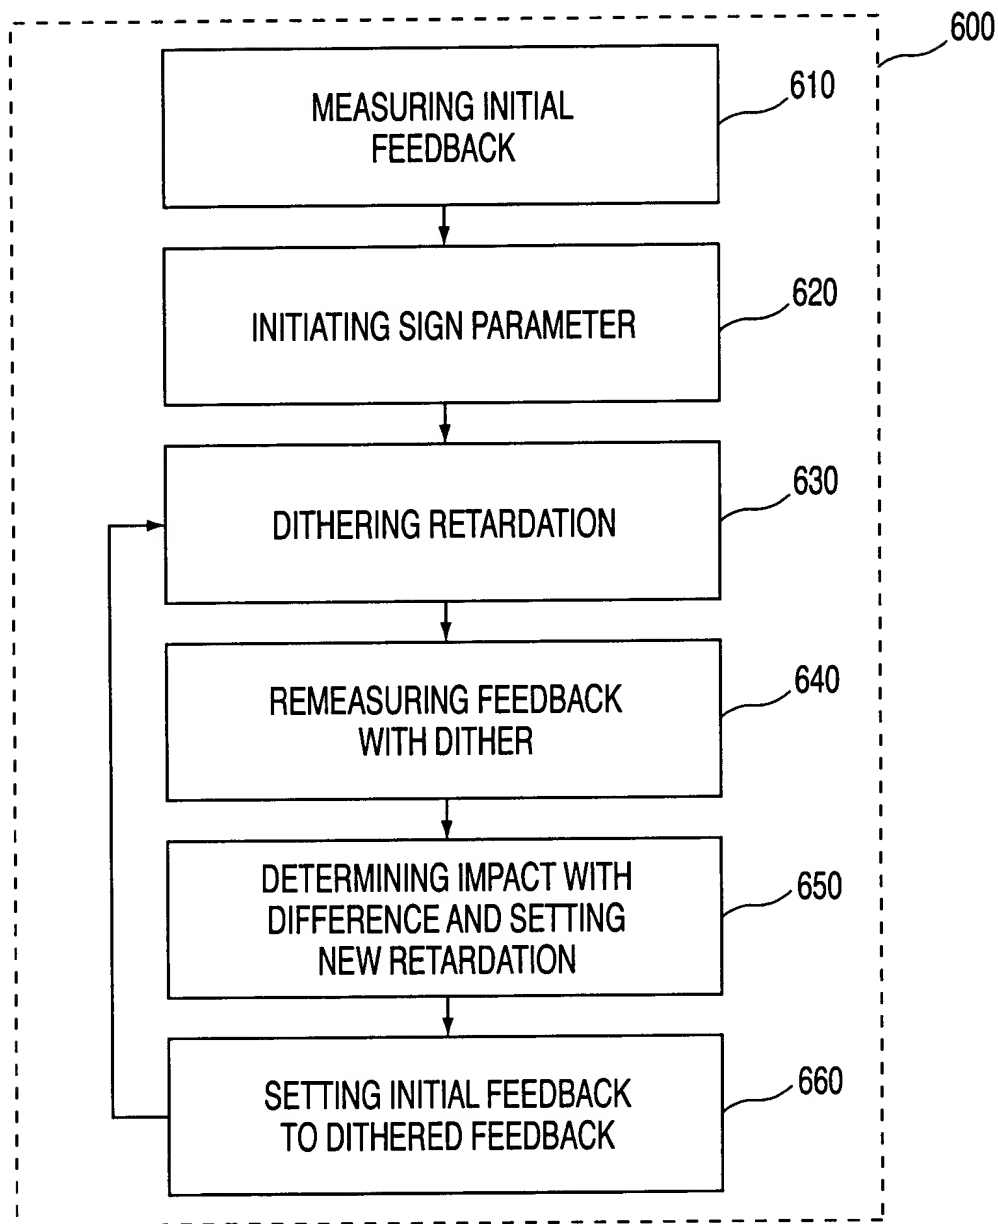 600
MEASURING INITIAL
FEEDBACK
610
INITIATING SIGN PARAMETER
620
DITHERING RETARDATION
630
REMEASURING FEEDBACK
WITH DITHER
640
DETERMINING IMPACT WITH
DIFFERENCE AND SETTING
NEW RETARDATION
650
SETTING INITIAL FEEDBACK
TO DITHERED FEEDBACK
660